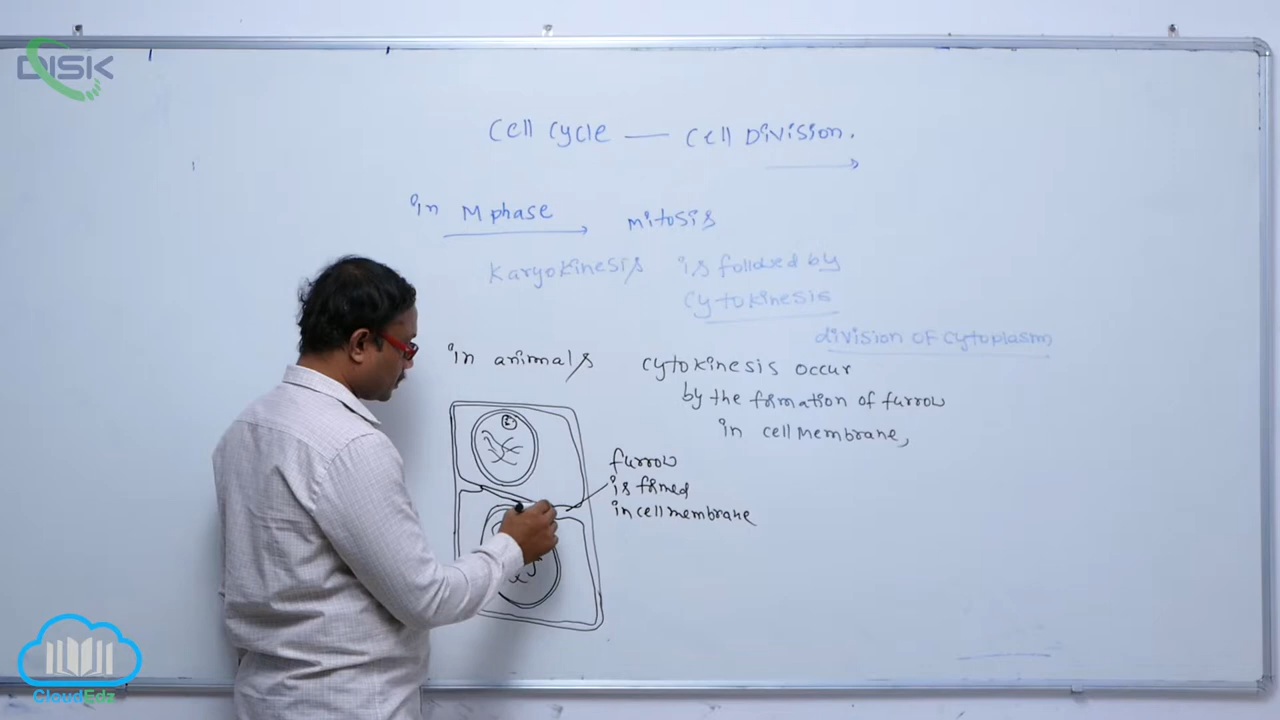 DISK
Cell Cycle — Cell Division.
in M phase mitosis
Karyokinesis is followed by
Cytokinesis
division of cytoplasm
in animals cytokinesis occur
by the formation of furrow
in cell Membrane,
furrow
is formed
in cell membrane
CloudEdz